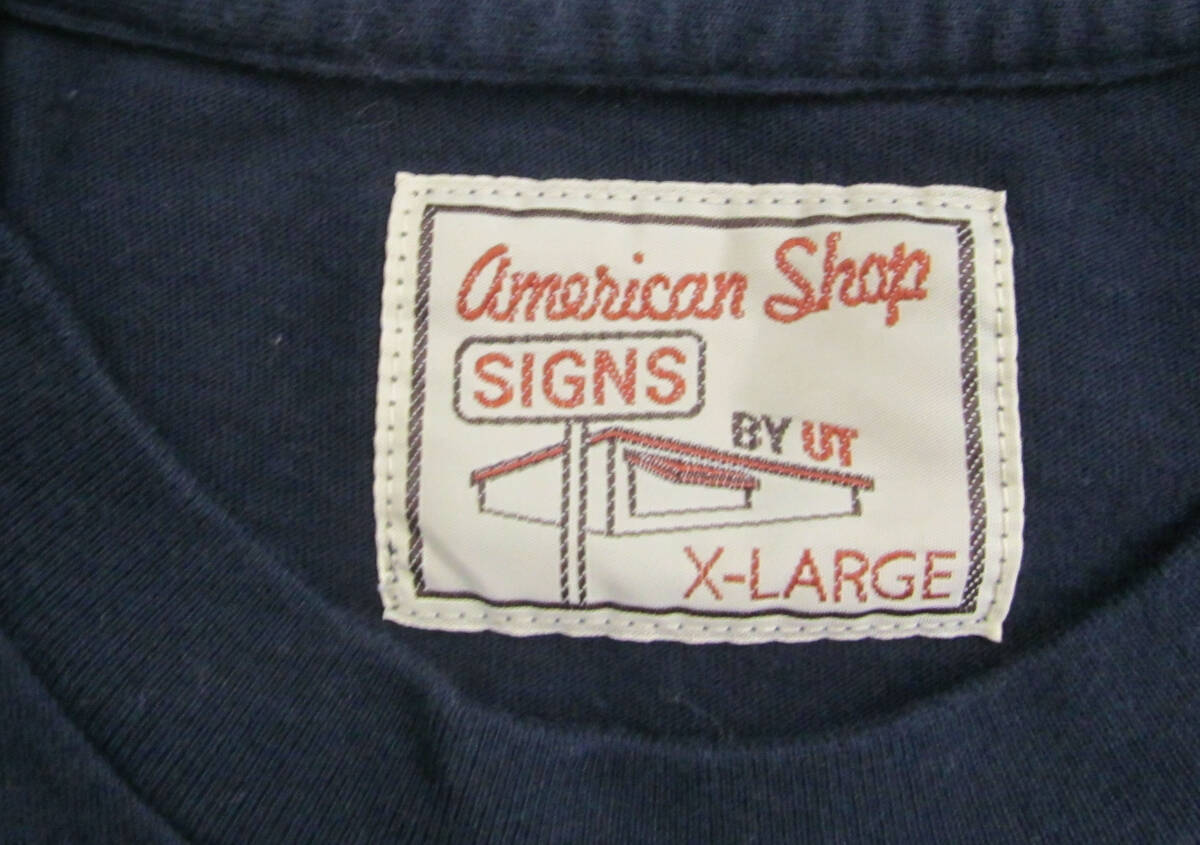 American Shop
SIGNS
BY UT
X-LARGE